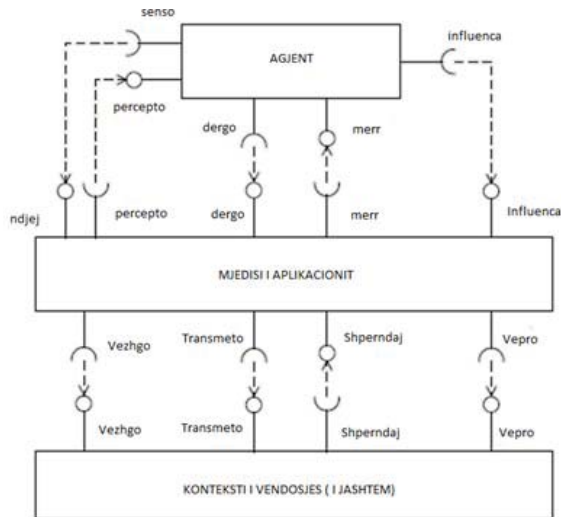 senso
influenca
AGJENT
percepto
dergo
merr
ndjej
percepto
dergo
merr
Influenca
MJEDISI I APLIKACIONIT
Vezhgo
Transmeto
Shperndaj
Vepro
Vezhgo
Transmeto
Shperndaj
Vepro
KONTEKSTI I VENDOSJES ( I JASHTEM)